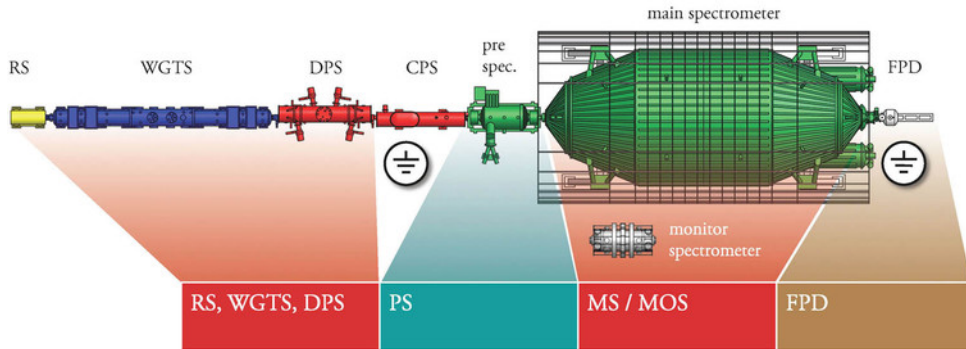 main spectrometer
RS
WGTS
DPS
CPS
pre
spec.
FPD
monitor
spectrometer
RS, WGTS, DPS
PS
MS / MOS
FPD